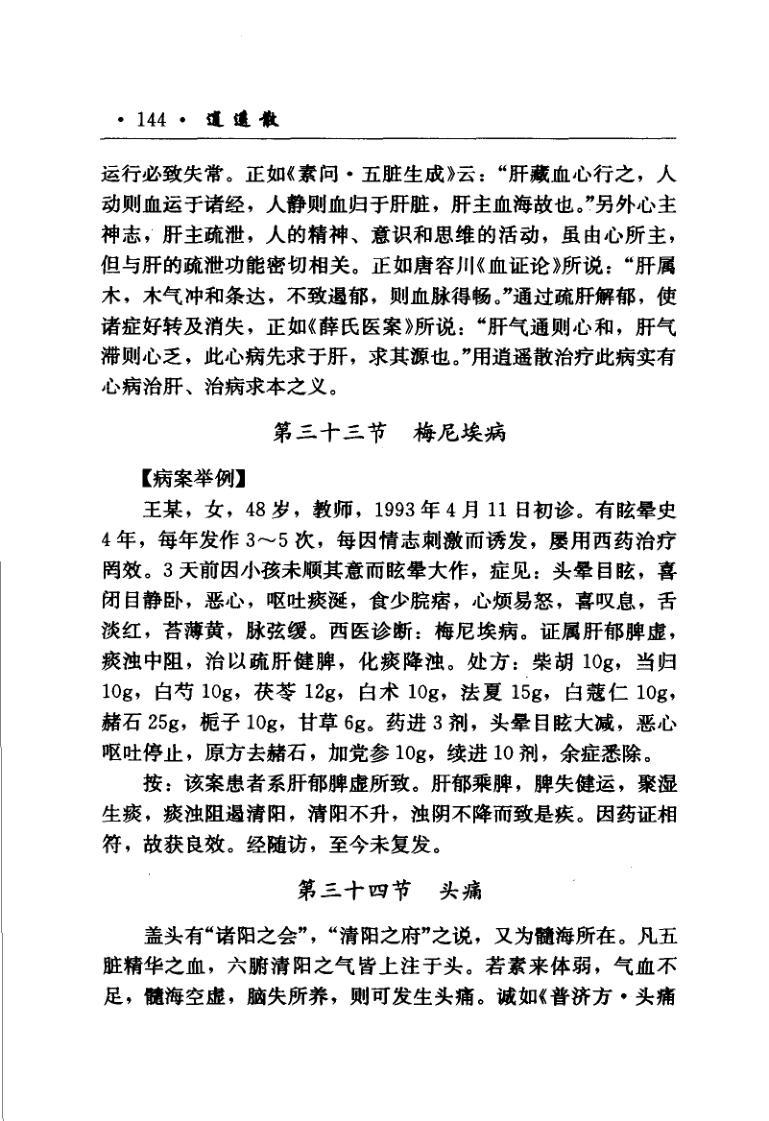 · 144 · 逍遥散
运行必致失常。正如《素问·五脏生成》云：“肝藏血心行之，人
动则血运于诸经，人静则血归于肝脏，肝主血海故也。”另外心主
神志，肝主疏泄，人的精神、意识和思维的活动，虽由心所主，
但与肝的疏泄功能密切相关。正如唐容川《血证论》所说：“肝属
木，木气冲和条达，不致遏郁，则血脉得畅。”通过疏肝解郁，使
诸症好转及消失，正如《薛氏医案》所说：“肝气通则心和，肝气
滞则心乏，此心病先求于肝，求其源也。”用逍遥散治疗此病实有
心病治肝、治病求本之义。
第三十三节　梅尼埃病
【病案举例】
王某，女，48岁，教师，1993年4月11日初诊。有眩晕史
4年，每年发作3～5次，每因情志刺激而诱发，屡用西药治疗
罔效。3天前因小孩未顺其意而眩晕大作，症见：头晕目眩，喜
闭目静卧，恶心，呕吐痰涎，食少脘痞，心烦易怒，喜叹息，舌
淡红，苔薄黄，脉弦缓。西医诊断：梅尼埃病。证属肝郁脾虚，
痰浊中阻，治以疏肝健脾，化痰降浊。处方：柴胡10g，当归
10g，白芍10g，茯苓12g，白术10g，法夏15g，白蔻仁10g，
赭石25g，栀子10g，甘草6g。药进3剂，头晕目眩大减，恶心
呕吐停止，原方去赭石，加党参10g，续进10剂，余症悉除。
按：该案患者系肝郁脾虚所致。肝郁乘脾，脾失健运，聚湿
生痰，痰浊阻遏清阳，清阳不升，浊阴不降而致是疾。因药证相
符，故获良效。经随访，至今未复发。
第三十四节　头痛
盖头有“诸阳之会”，“清阳之府”之说，又为髓海所在。凡五
脏精华之血，六腑清阳之气皆上注于头。若素来体弱，气血不
足，髓海空虚，脑失所养，则可发生头痛。诚如《普济方·头痛